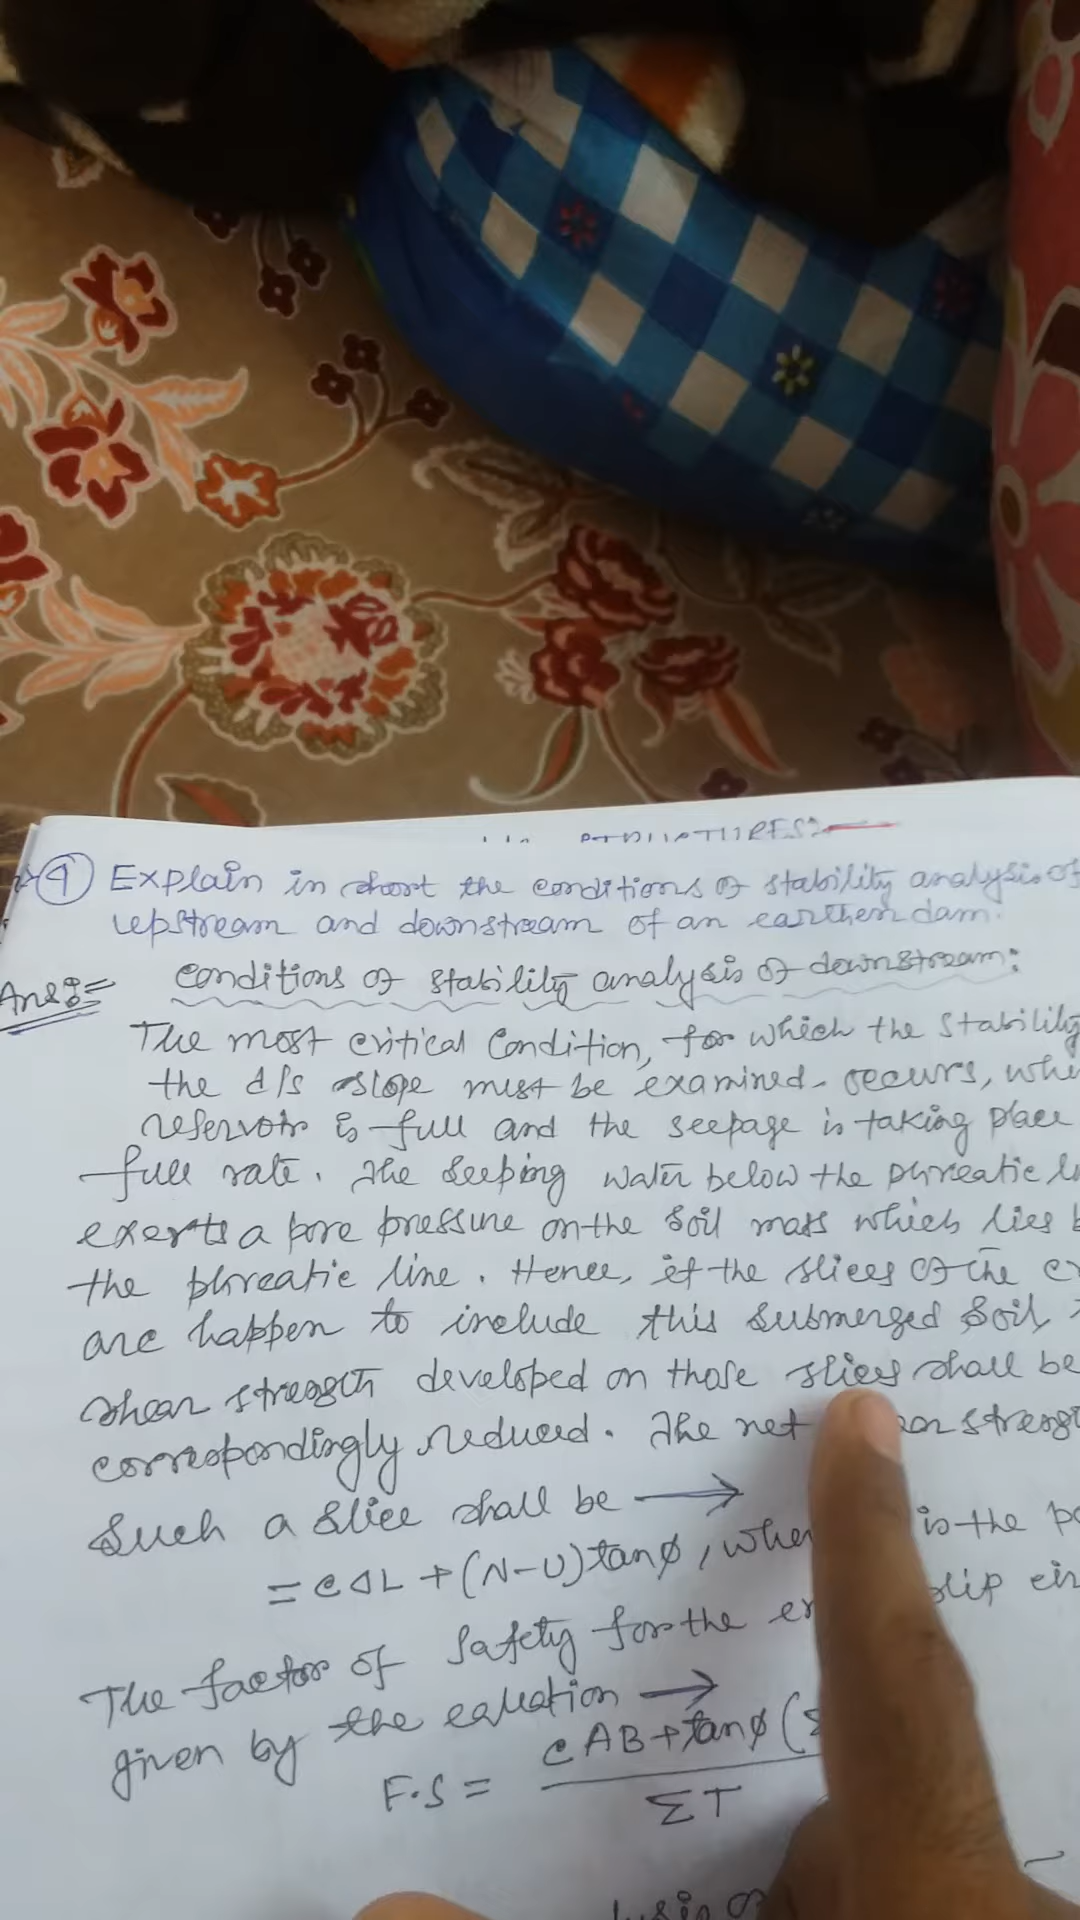 ④ Explain in short the conditions of stability analysis of
upstream and downstream of an earthen dam.
Ans:= conditions of stability analysis of downstream:
The most critical condition, for which the stability
the d/s slope must be examined occurs, whe
reservoir is full and the seepage is taking place
full rate. The seeping water below the phreatic
exerts a pore pressure on the soil mass which lies
the phreatic line. Hence, if the slices of the
are happen to include this submerged soil,
shear strength developed on those slices shall be
correspondingly reduced. The net
Such a slice shall be →
= cΔL + (N-U)tanø, is the
The factor of safety for the slip
given by the equation →
F.S = cAB+tanø(Σ
ΣT